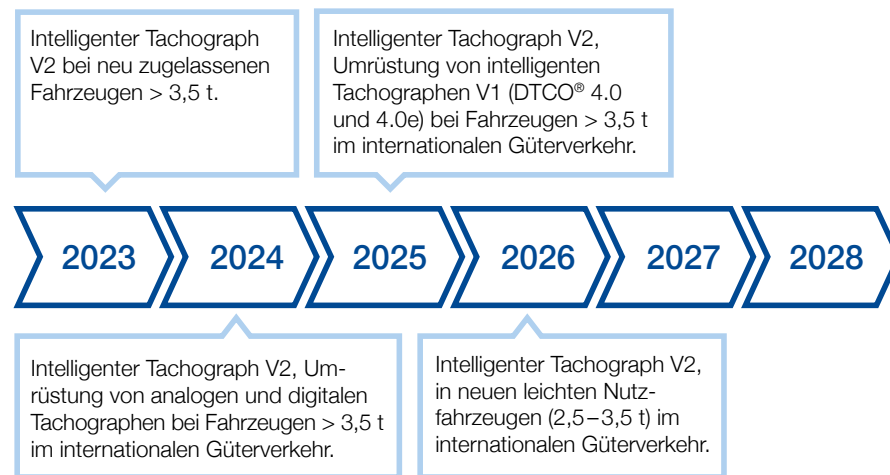 Intelligenter Tachograph
V2 bei neu zugelassenen
Fahrzeugen > 3,5 t.
Intelligenter Tachograph V2,
Umrüstung von intelligenten
Tachographen V1 (DTCO® 4.0
und 4.0e) bei Fahrzeugen > 3,5 t
im internationalen Güterverkehr.
2023
2024
2025
2026
2027
2028
Intelligenter Tachograph V2, Um-
rüstung von analogen und digitalen
Tachographen bei Fahrzeugen > 3,5 t
im internationalen Güterverkehr.
Intelligenter Tachograph V2,
in neuen leichten Nutz-
fahrzeugen (2,5–3,5 t) im
internationalen Güterverkehr.